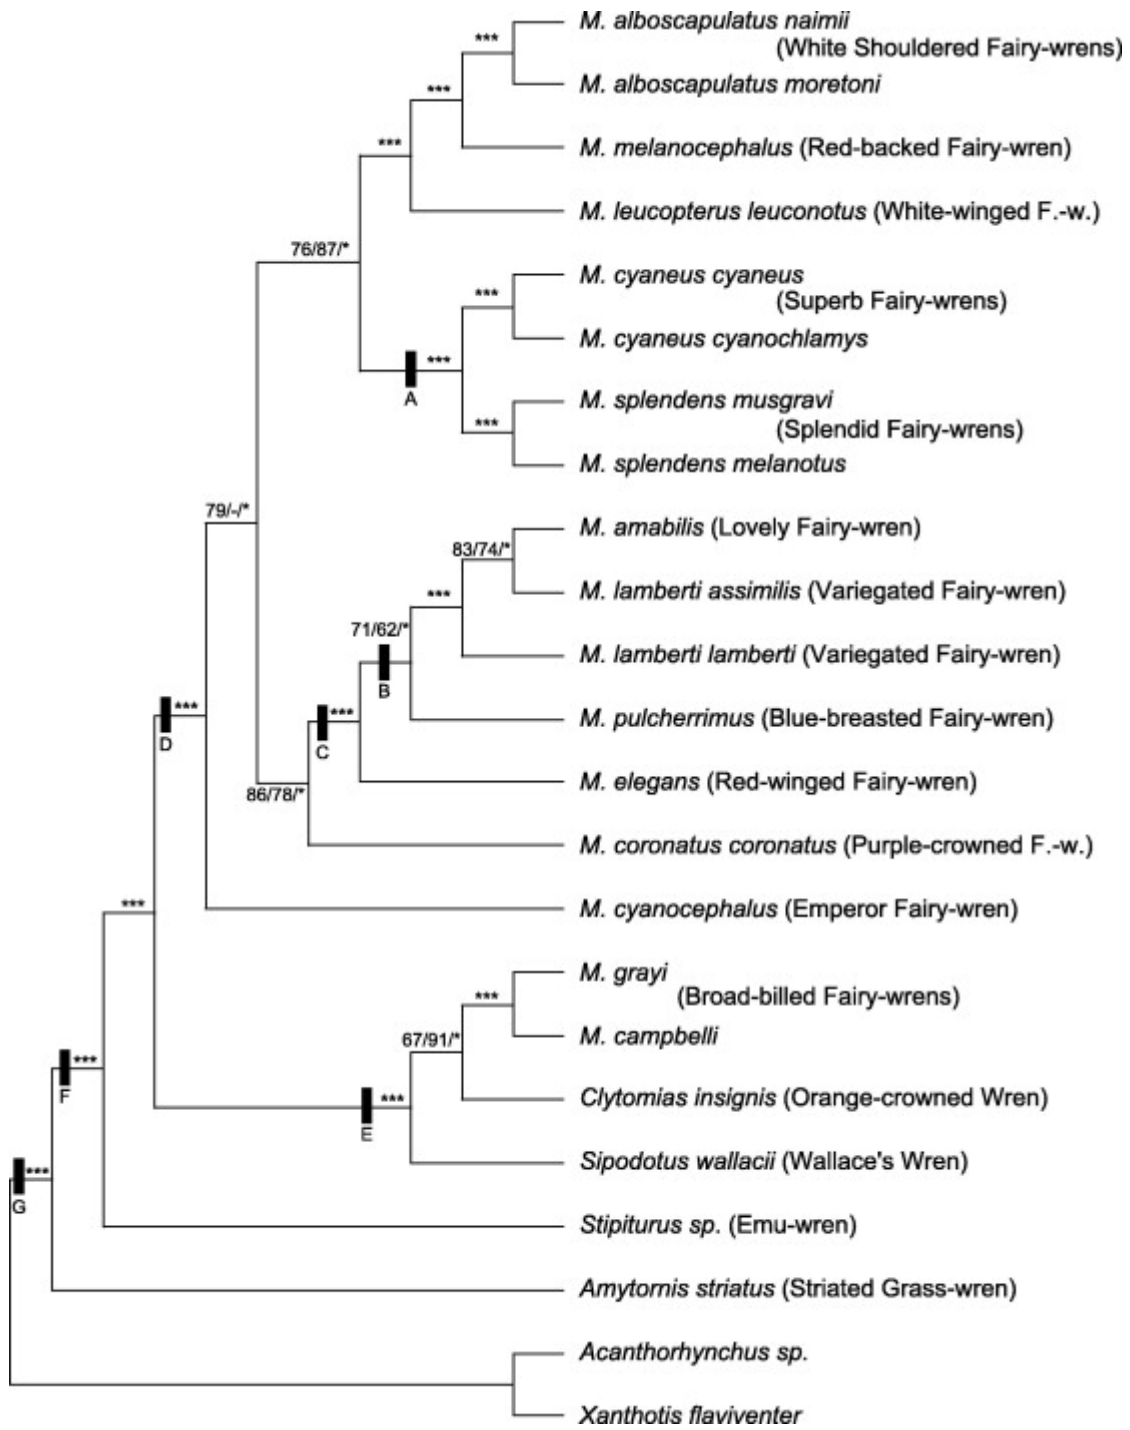 M. alboscapulatus naimii
***
(White Shouldered Fairy-wrens)
M. alboscapulatus moretoni
***
***
M. melanocephalus (Red-backed Fairy-wren)
M. leucopterus leuconotus (White-winged F.-w.)
76/87/*
M. cyaneus cyaneus
***
(Superb Fairy-wrens)
M. cyaneus cyanochlamys
***
A
M. splendens musgravi
***
(Splendid Fairy-wrens)
M. splendens melanotus
79/-/*
M. amabilis (Lovely Fairy-wren)
83/74/*
M. lamberti assimilis (Variegated Fairy-wren)
***
71/62/*
M. lamberti lamberti (Variegated Fairy-wren)
B
***
***
M. pulcherrimus (Blue-breasted Fairy-wren)
D
C
M. elegans (Red-winged Fairy-wren)
86/78/*
M. coronatus coronatus (Purple-crowned F.-w.)
***
M. cyanocephalus (Emperor Fairy-wren)
M. grayi
***
(Broad-billed Fairy-wrens)
M. campbelli
67/91/*
***
F
***
Clytomias insignis (Orange-crowned Wren)
E
Sipodotus wallacii (Wallace's Wren)
***
G
Stipiturus sp. (Emu-wren)
Amytornis striatus (Striated Grass-wren)
Acanthorhynchus sp.
Xanthotis flaviventer